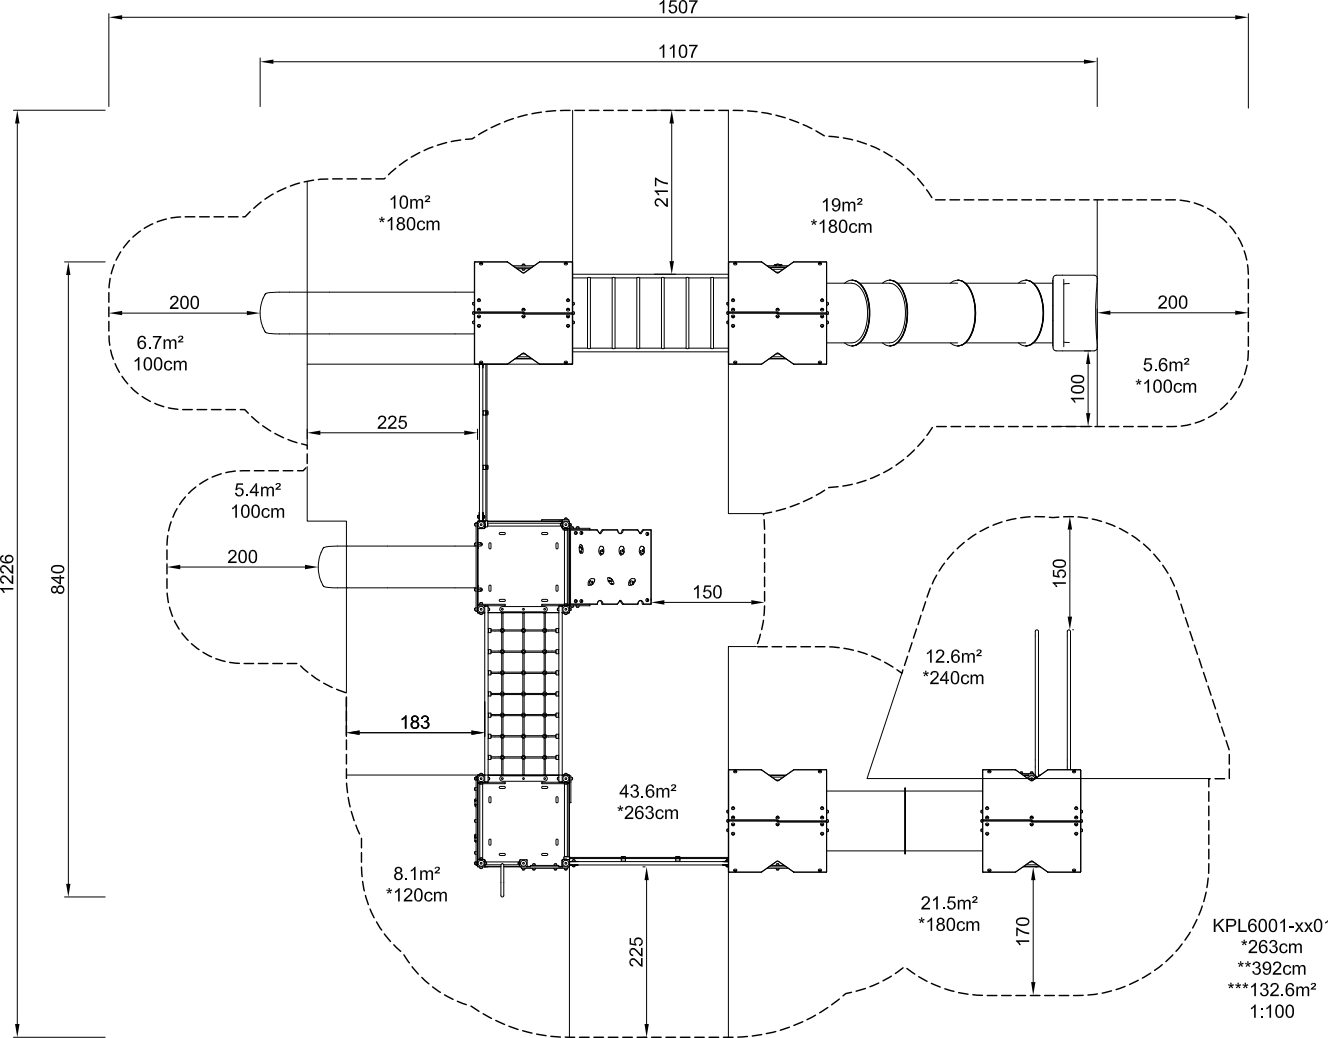 1507
1107
217
10m²
*180cm
19m²
*180cm
200
6.7m²
100cm
200
5.6m²
*100cm
100
225
5.4m²
100cm
200
1226
840
150
150
12.6m²
*240cm
183
43.6m²
*263cm
8.1m²
*120cm
21.5m²
*180cm
225
170
KPL6001-xx01
*263cm
**392cm
***132.6m²
1:100